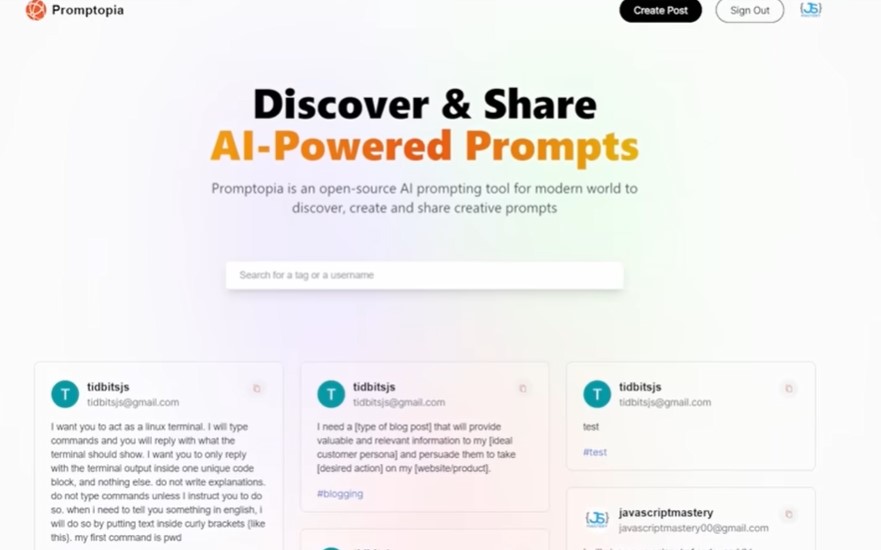 Promptopia
Create Post
Sign Out
JS
Discover & Share
AI-Powered Prompts
Promptopia is an open-source AI prompting tool for modern world to
discover, create and share creative prompts
Search for a tag or a username
T
tidbitsjs
tidbitsjs@gmail.com
I want you to act as a linux terminal. I will type
commands and you will reply with what the
terminal should show. I want you to only reply
with the terminal output inside one unique code
block, and nothing else. do not write explanations.
do not type commands unless I instruct you to do
so. when i need to tell you something in english, i
will do so by putting text inside curly brackets {like
this}. my first command is pwd
T
tidbitsjs
tidbitsjs@gmail.com
I need a [type of blog post] that will provide
valuable and relevant information to my [ideal
customer persona] and persuade them to take
[desired action] on my [website/product].
#blogging
T
tidbitsjs
tidbitsjs@gmail.com
test
#test
JS
javascriptmastery
javascriptmastery00@gmail.com